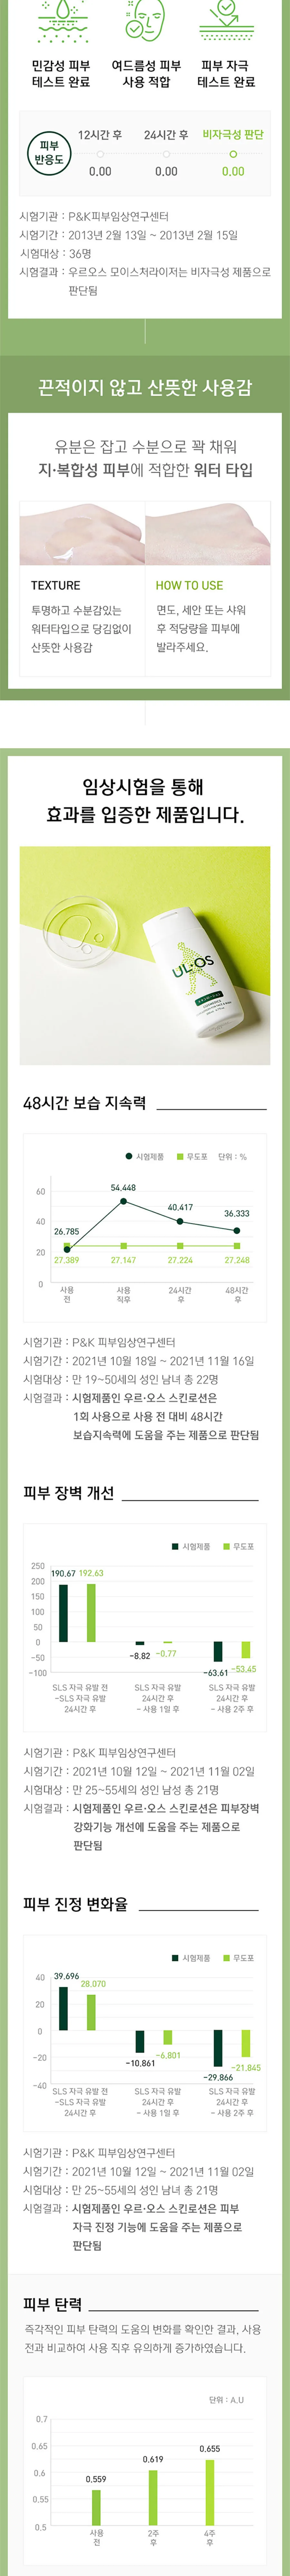 민감성 피부
테스트 완료
여드름성 피부
사용 적합
피부 자극
테스트 완료
피부
반응도
12시간 후
0.00
24시간 후
0.00
비자극성 판단
0.00
시험기관 : P&K피부임상연구센터
시험기간 : 2013년 2월 13일 ~ 2013년 2월 15일
시험대상 : 36명
시험결과 : 우르오스 모이스처라이저는 비자극성 제품으로
판단됨
끈적이지 않고 산뜻한 사용감
유분은 잡고 수분으로 꽉 채워
지·복합성 피부에 적합한 워터 타입
TEXTURE
투명하고 수분감있는
워터타입으로 당김없이
산뜻한 사용감
HOW TO USE
면도, 세안 또는 샤워
후 적당량을 피부에
발라주세요.
임상시험을 통해
효과를 입증한 제품입니다.
UL·OS
48시간 보습 지속력
시험제품 무도포 단위 : %
60
40
20
0
26,785
54,448
40,417
36,333
27,389
27,147
27,224
27,248
사용
전
사용
직후
24시간
후
48시간
후
시험기관 : P&K 피부임상연구센터
시험기간 : 2021년 10월 18일 ~ 2021년 11월 16일
시험대상 : 만 19~50세의 성인 남녀 총 22명
시험결과 : 시험제품인 우르·오스 스킨로션은
1회 사용으로 사용 전 대비 48시간
보습지속력에 도움을 주는 제품으로 판단됨
피부 장벽 개선
시험제품 무도포
250
200
150
100
50
0
-50
-100
190.67 192.63
-8.82 -0.77
-63.61 -53.45
SLS 자극 유발 전
-SLS 자극 유발
24시간 후
SLS 자극 유발
24시간 후
- 사용 1일 후
SLS 자극 유발
24시간 후
- 사용 2주 후
시험기관 : P&K 피부임상연구센터
시험기간 : 2021년 10월 12일 ~ 2021년 11월 02일
시험대상 : 만 25~55세의 성인 남성 총 21명
시험결과 : 시험제품인 우르·오스 스킨로션은 피부장벽
강화기능 개선에 도움을 주는 제품으로
판단됨
피부 진정 변화율
시험제품 무도포
40
20
0
-20
-40
39,696
28,070
-10,861
-6,801
-29,866
-21,845
SLS 자극 유발 전
-SLS 자극 유발
24시간 후
SLS 자극 유발
24시간 후
- 사용 1일 후
SLS 자극 유발
24시간 후
- 사용 2주 후
시험기관 : P&K 피부임상연구센터
시험기간 : 2021년 10월 12일 ~ 2021년 11월 02일
시험대상 : 만 25~55세의 성인 남녀 총 21명
시험결과 : 시험제품인 우르·오스 스킨로션은 피부
자극 진정 기능에 도움을 주는 제품으로
판단됨
피부 탄력
즉각적인 피부 탄력의 도움의 변화를 확인한 결과, 사용
전과 비교하여 사용 직후 유의하게 증가하였습니다.
단위 : A.U
0.7
0.65
0.6
0.55
0.5
0.559
0.619
0.655
사용
전
2주
후
4주
후